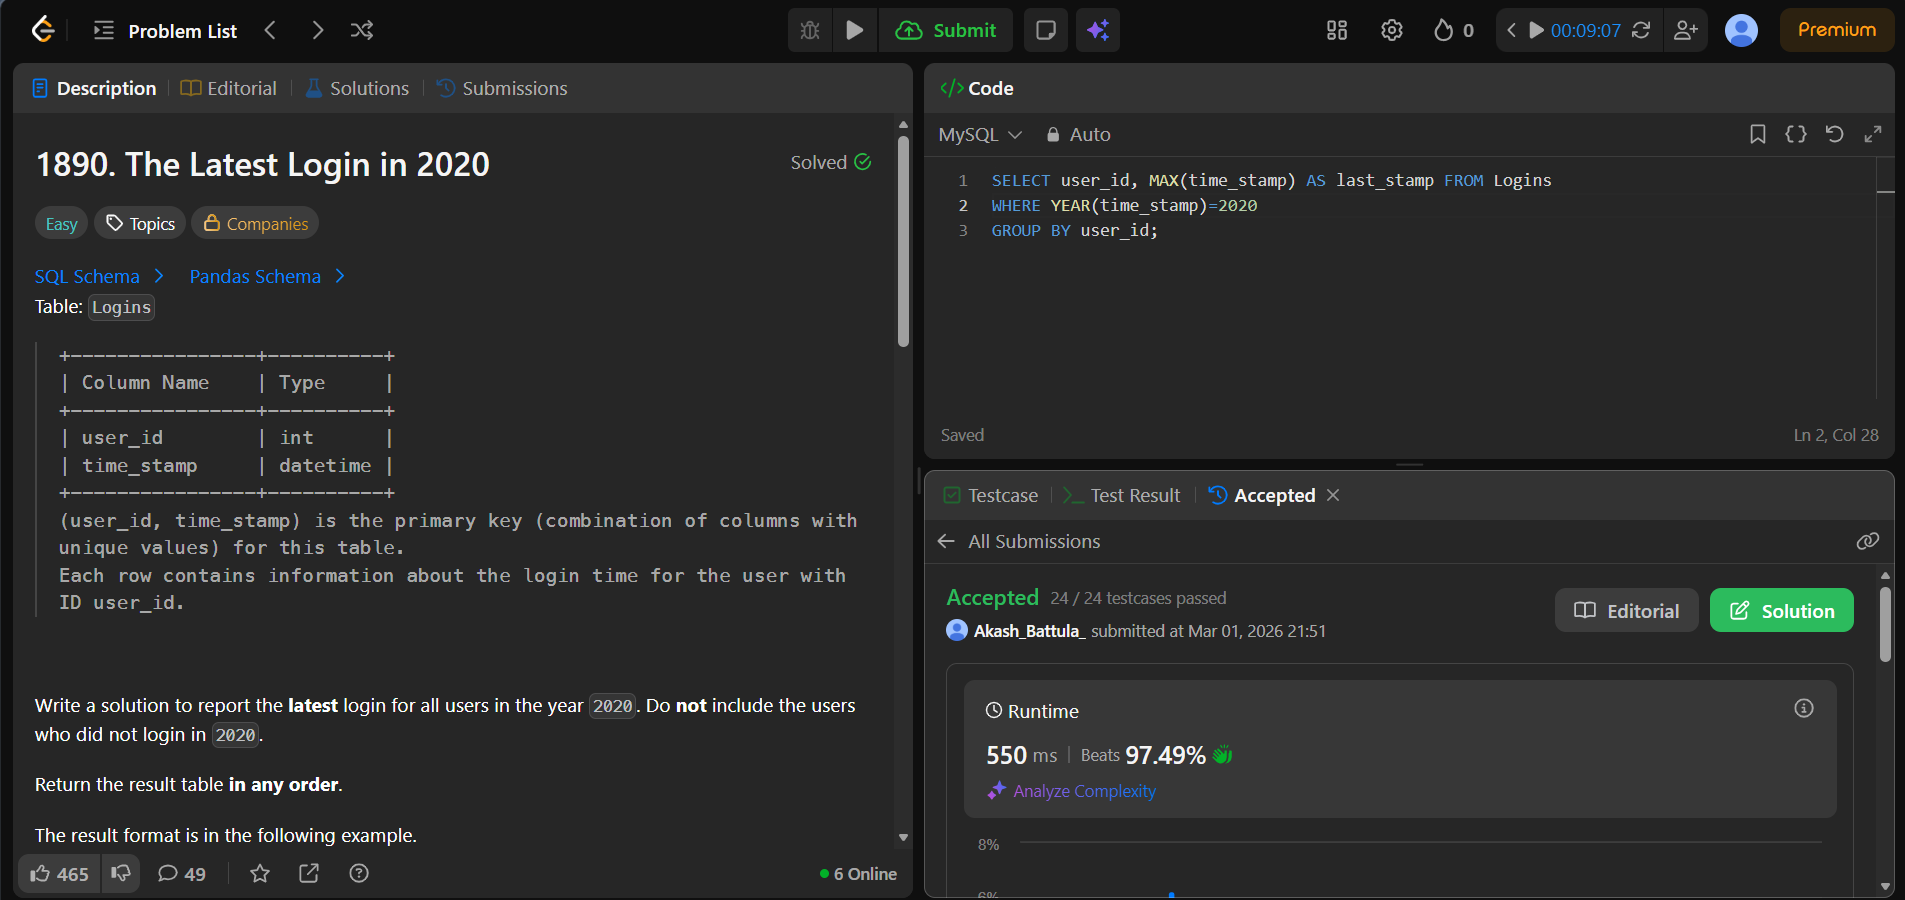 Problem List
Submit
0
00:09:07
Premium
Description
Editorial
Solutions
Submissions
1890. The Latest Login in 2020
Solved
Easy
Topics
Companies
SQL Schema
Pandas Schema
Table: Logins
+----------------+----------+
| Column Name    | Type     |
+----------------+----------+
| user_id        | int      |
| time_stamp     | datetime |
+----------------+----------+
(user_id, time_stamp) is the primary key (combination of columns with
unique values) for this table.
Each row contains information about the login time for the user with
ID user_id.
Write a solution to report the latest login for all users in the year 2020. Do not include the users
who did not login in 2020.
Return the result table in any order.
The result format is in the following example.
465
49
6 Online
</> Code
MySQL
Auto
1 SELECT user_id, MAX(time_stamp) AS last_stamp FROM Logins
2 WHERE YEAR(time_stamp)=2020
3 GROUP BY user_id;
Saved
Ln 2, Col 28
Testcase
Test Result
Accepted
All Submissions
Accepted 24 / 24 testcases passed
Akash_Battula_ submitted at Mar 01, 2026 21:51
Editorial
Solution
Runtime
550 ms | Beats 97.49%
Analyze Complexity
8%
6%